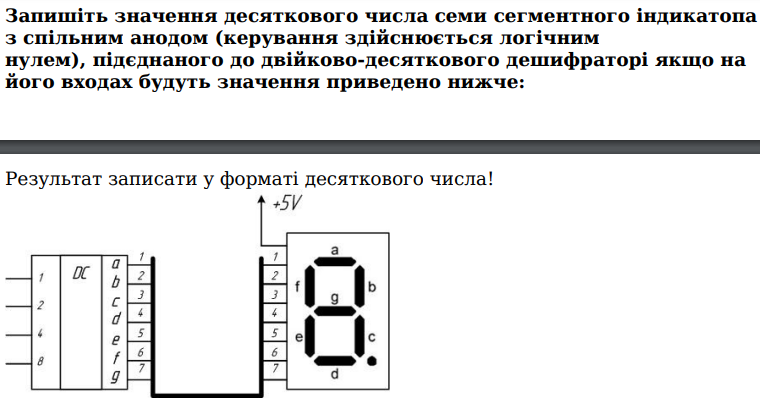 Запишіть значення десяткового числа семи сегментного індикатопа
з спільним анодом (керування здійснюється логічним
нулем), підєднаного до двійково-десяткового дешифраторі якщо на
його входах будуть значення приведено нижче:
Результат записати у форматі десяткового числа!
+5V
DC
1
2
4
8
a
b
c
d
e
f
g
1
2
3
4
5
6
7
1
2
3
4
5
6
7
a
f
b
g
e
c
d